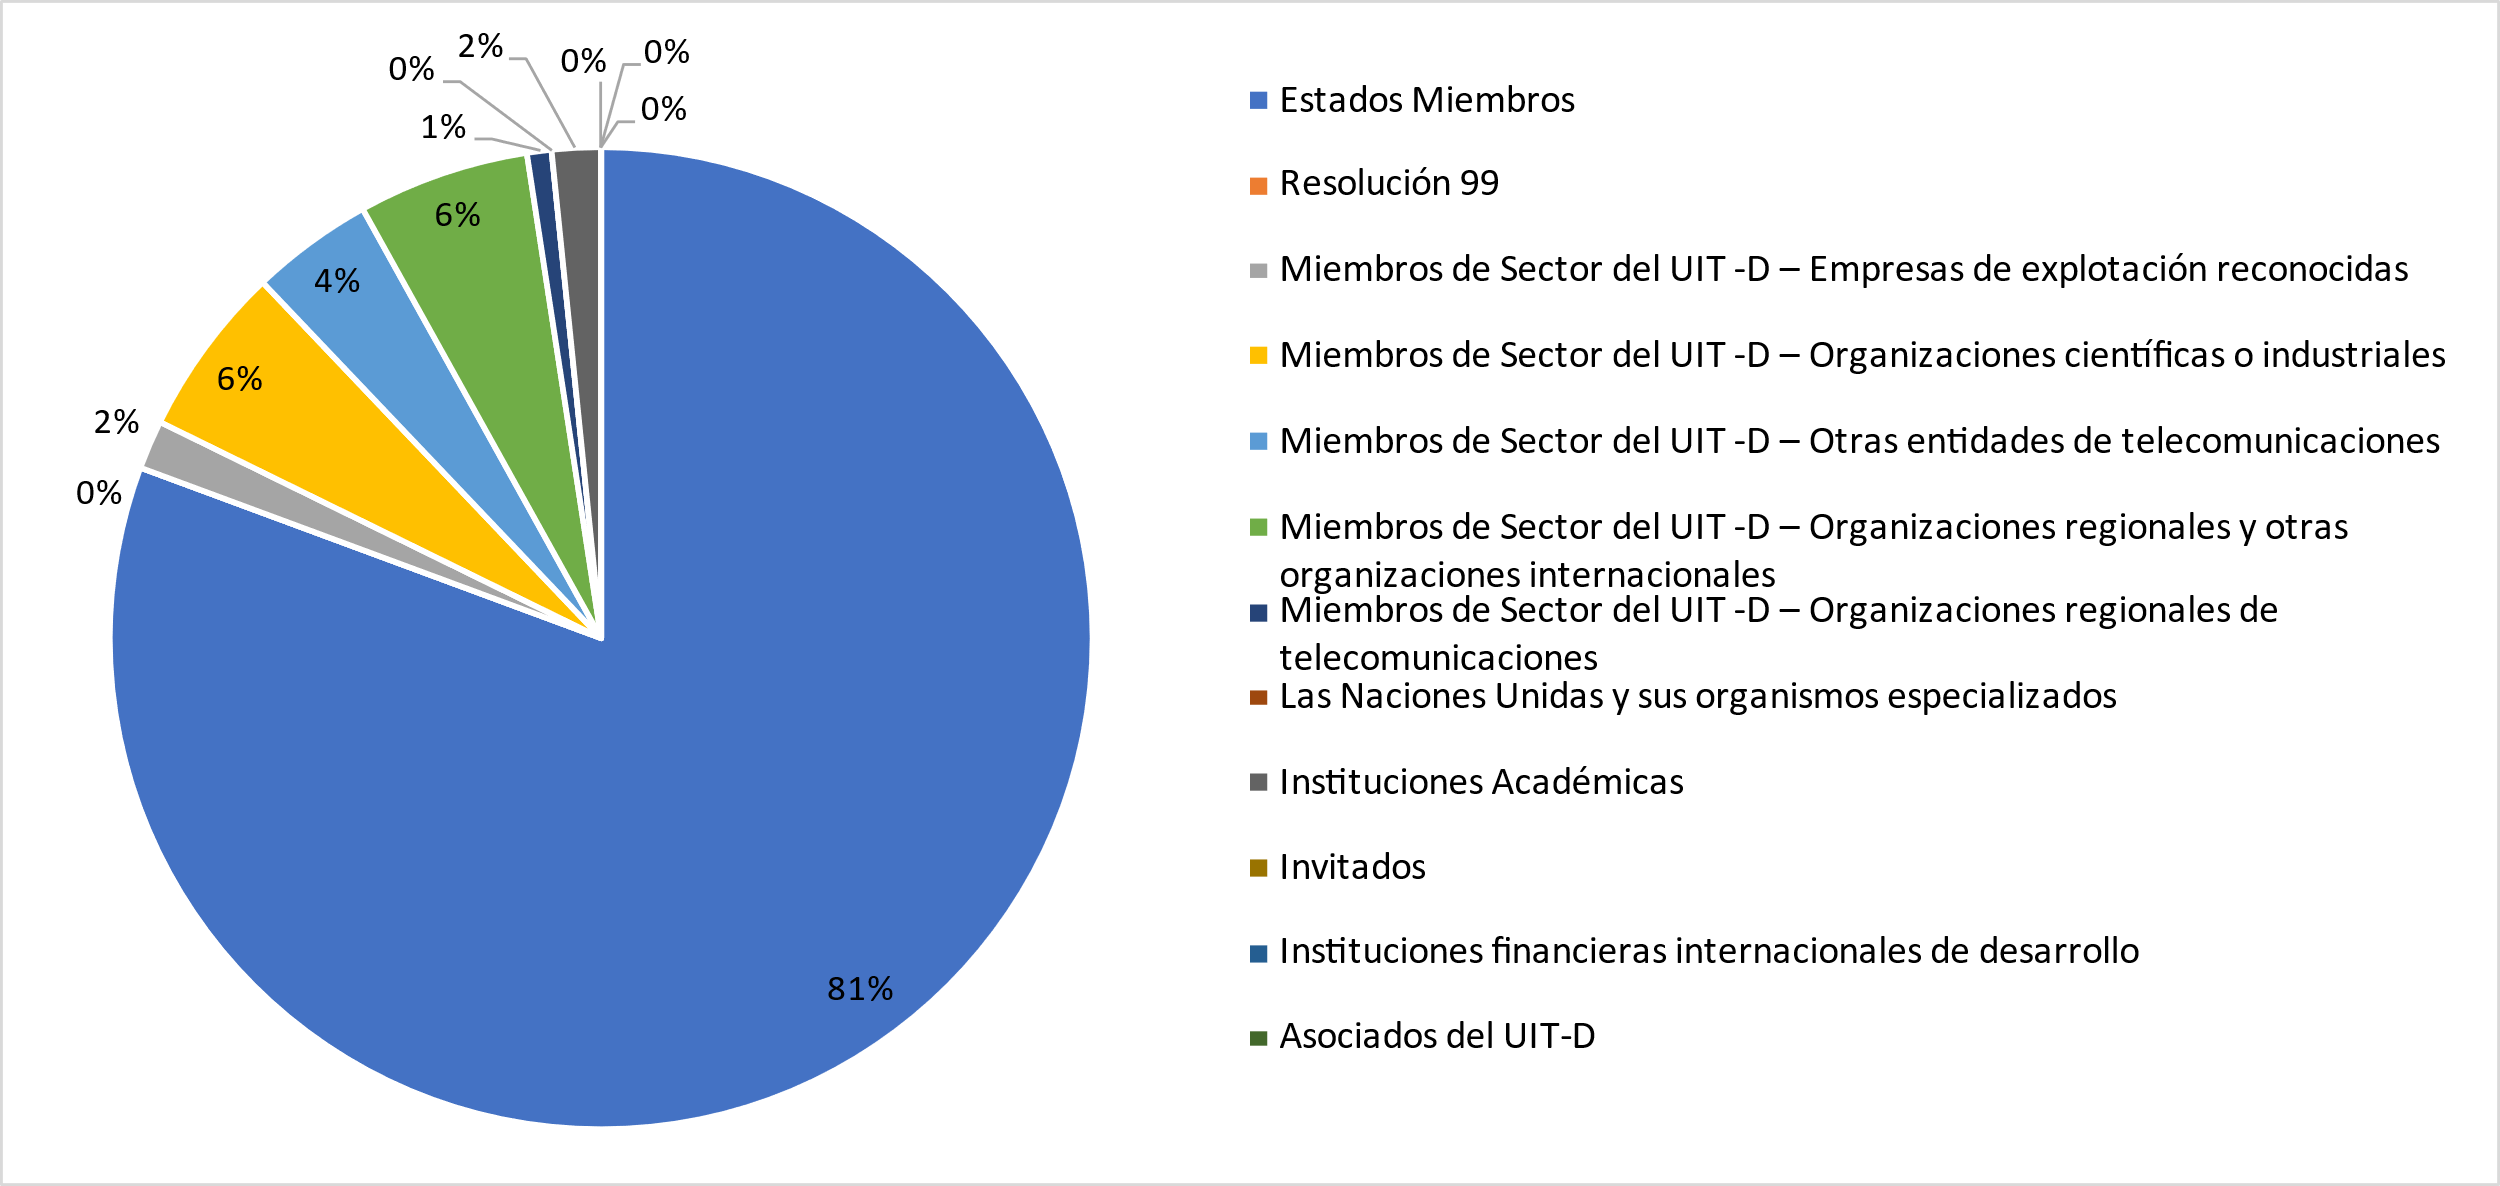 2%
0%
0%
0%
0%
1%
6%
4%
6%
2%
0%
81%
Estados Miembros
Resolución 99
Miembros de Sector del UIT -D – Empresas de explotación reconocidas
Miembros de Sector del UIT -D – Organizaciones científicas o industriales
Miembros de Sector del UIT -D – Otras entidades de telecomunicaciones
Miembros de Sector del UIT -D – Organizaciones regionales y otras
organizaciones internacionales
Miembros de Sector del UIT -D – Organizaciones regionales de
telecomunicaciones
Las Naciones Unidas y sus organismos especializados
Instituciones Académicas
Invitados
Instituciones financieras internacionales de desarrollo
Asociados del UIT-D